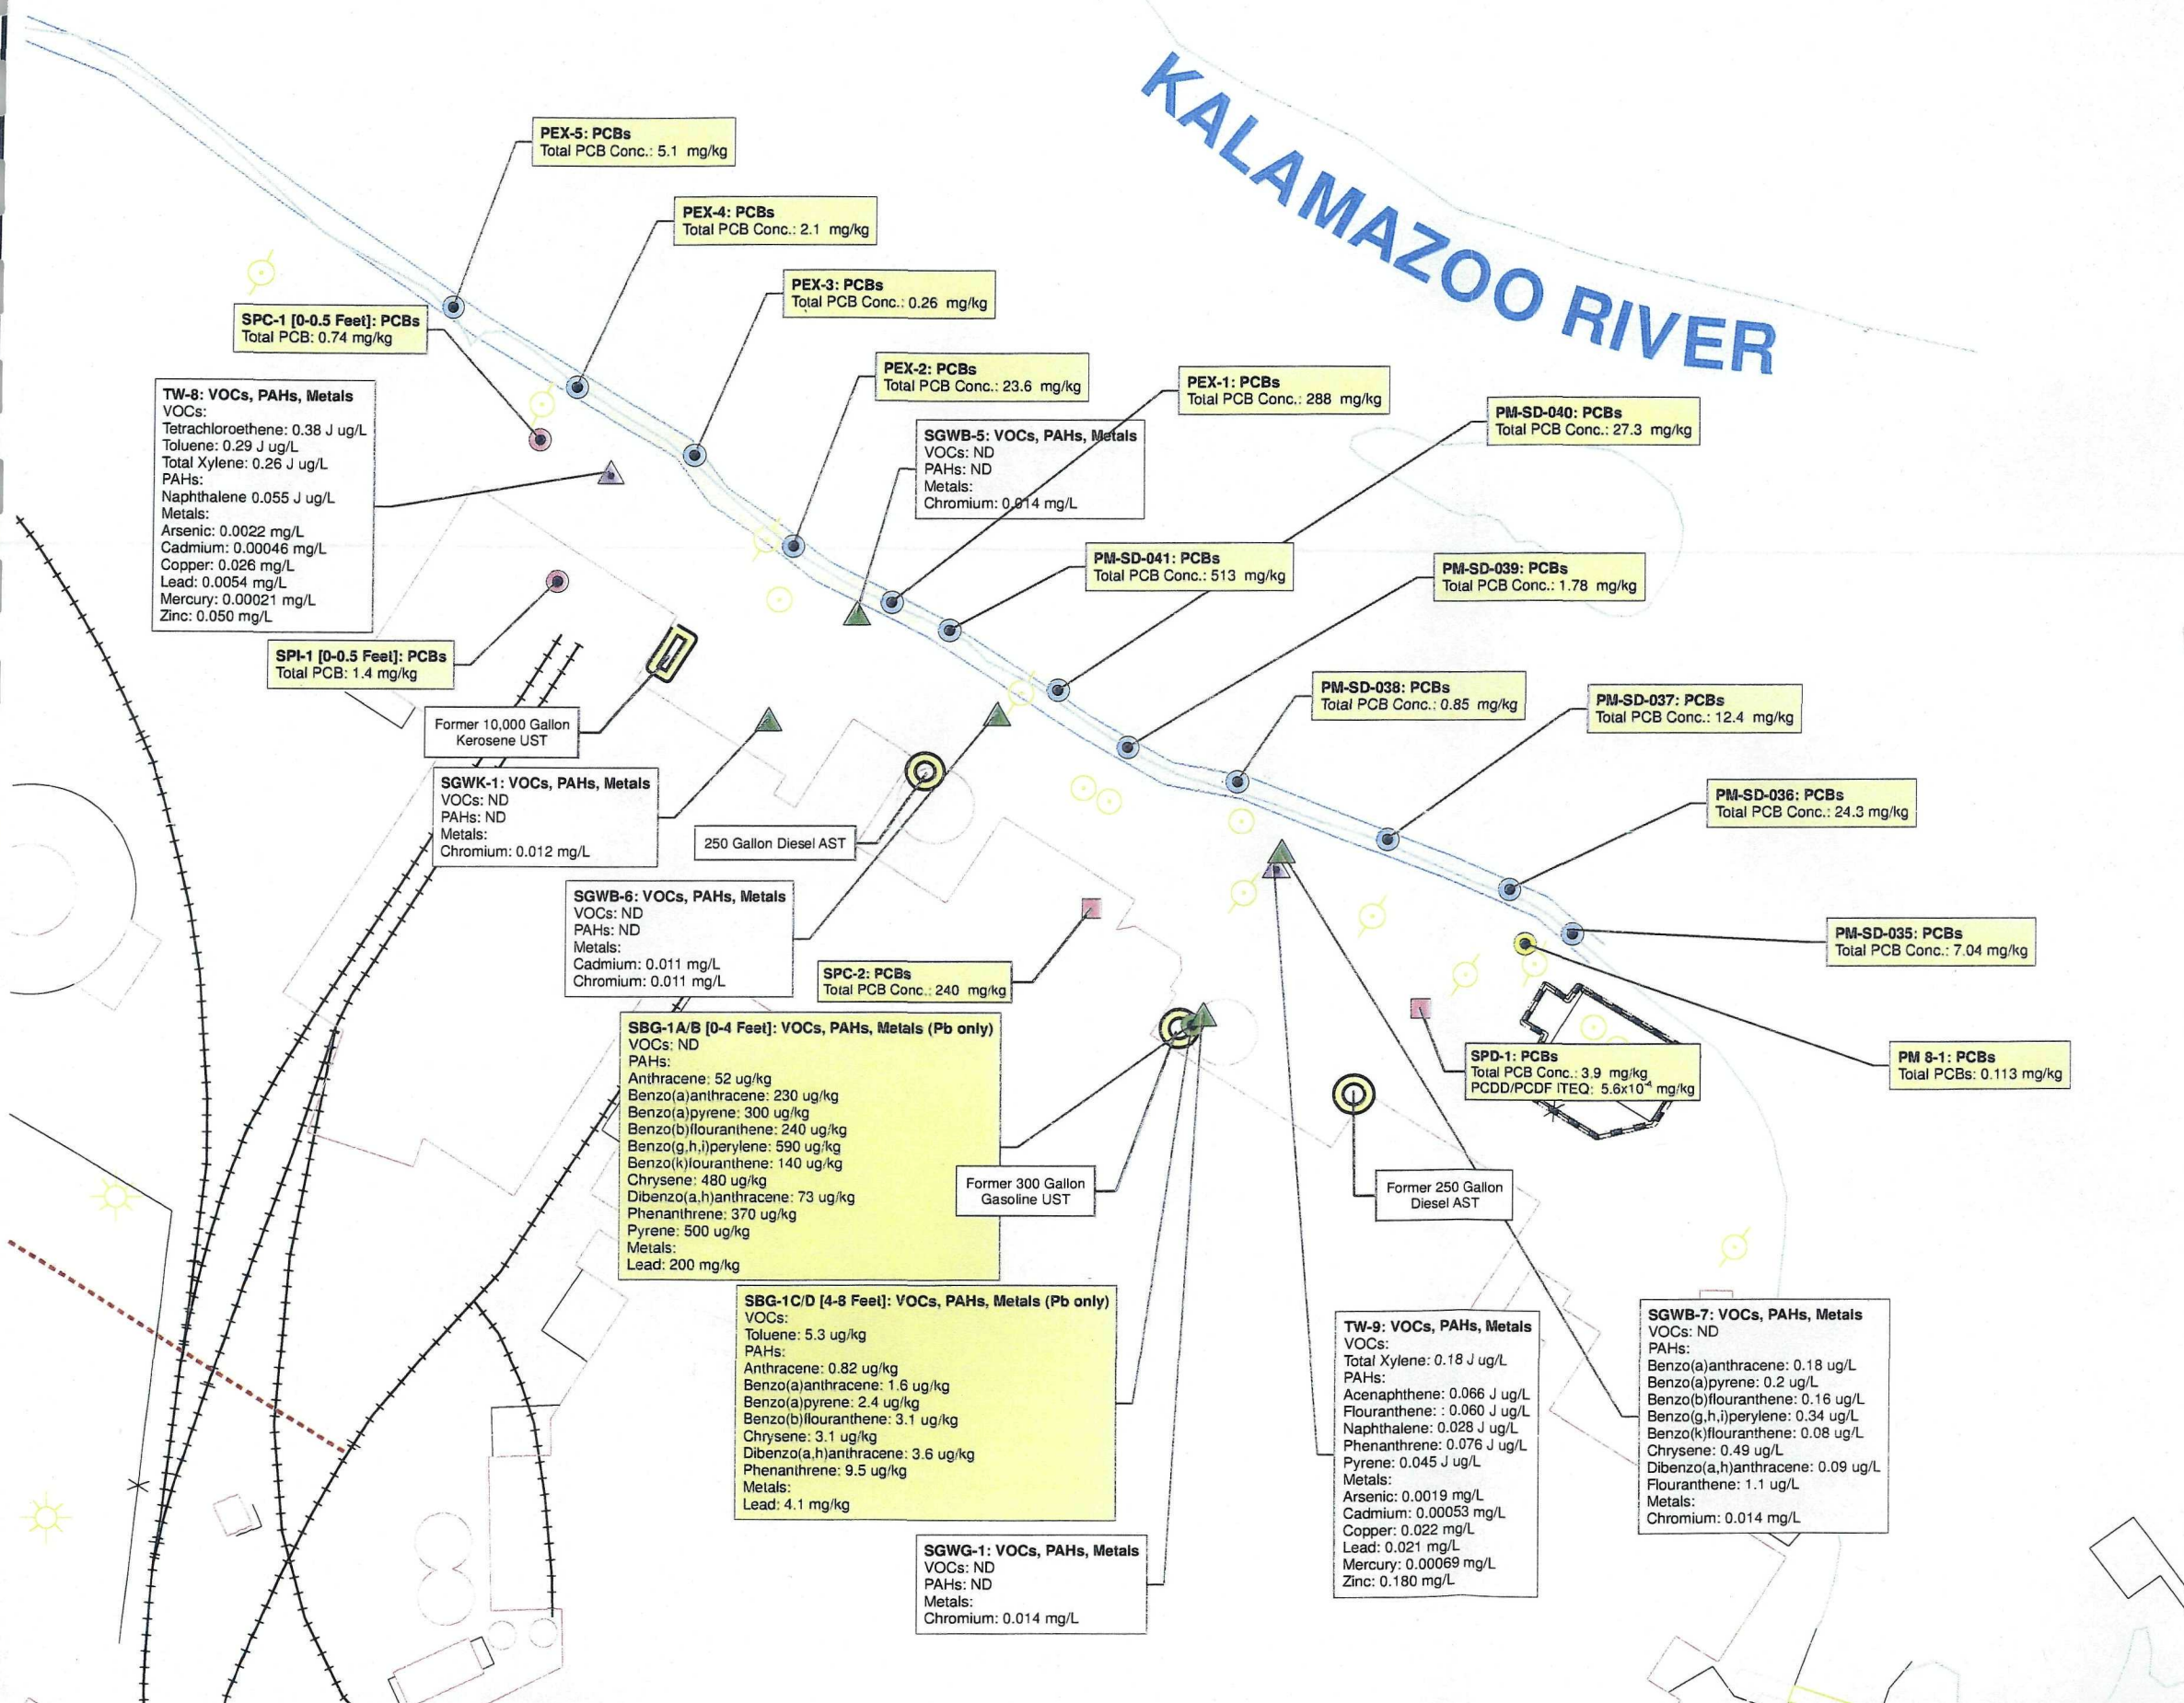 KALAMAZOO RIVER
PEX-5: PCBs
Total PCB Conc.: 5.1 mg/kg
PEX-4: PCBs
Total PCB Conc.: 2.1 mg/kg
PEX-3: PCBs
Total PCB Conc.: 0.26 mg/kg
SPC-1 [0-0.5 Feet]: PCBs
Total PCB: 0.74 mg/kg
PEX-2: PCBs
Total PCB Conc.: 23.6 mg/kg
PEX-1: PCBs
Total PCB Conc.: 288 mg/kg
PM-SD-040: PCBs
Total PCB Conc.: 27.3 mg/kg
TW-8: VOCs, PAHs, Metals
VOCs:
Tetrachloroethene: 0.38 J ug/L
Toluene: 0.29 J ug/L
Total Xylene: 0.26 J ug/L
PAHs:
Naphthalene 0.055 J ug/L
Metals:
Arsenic: 0.0022 mg/L
Cadmium: 0.00046 mg/L
Copper: 0.026 mg/L
Lead: 0.0054 mg/L
Mercury: 0.00021 mg/L
Zinc: 0.050 mg/L
SGWB-5: VOCs, PAHs, Metals
VOCs: ND
PAHs: ND
Metals:
Chromium: 0.014 mg/L
PM-SD-041: PCBs
Total PCB Conc.: 513 mg/kg
PM-SD-039: PCBs
Total PCB Conc.: 1.78 mg/kg
SPI-1 [0-0.5 Feet]: PCBs
Total PCB: 1.4 mg/kg
PM-SD-038: PCBs
Total PCB Conc.: 0.85 mg/kg
PM-SD-037: PCBs
Total PCB Conc.: 12.4 mg/kg
Former 10,000 Gallon
Kerosene UST
SGWK-1: VOCs, PAHs, Metals
VOCs: ND
PAHs: ND
Metals:
Chromium: 0.012 mg/L
250 Gallon Diesel AST
PM-SD-036: PCBs
Total PCB Conc.: 24.3 mg/kg
SGWB-6: VOCs, PAHs, Metals
VOCs: ND
PAHs: ND
Metals:
Cadmium: 0.011 mg/L
Chromium: 0.011 mg/L
SPC-2: PCBs
Total PCB Conc.: 240 mg/kg
PM-SD-035: PCBs
Total PCB Conc.: 7.04 mg/kg
SBG-1A/B [0-4 Feet]: VOCs, PAHs, Metals (Pb only)
VOCs: ND
PAHs:
Anthracene: 52 ug/kg
Benzo(a)anthracene: 230 ug/kg
Benzo(a)pyrene: 300 ug/kg
Benzo(b)flouranthene: 240 ug/kg
Benzo(g,h,i)perylene: 590 ug/kg
Benzo(k)louranthene: 140 ug/kg
Chrysene: 480 ug/kg
Dibenzo(a,h)anthracene: 73 ug/kg
Phenanthrene: 370 ug/kg
Pyrene: 500 ug/kg
Metals:
Lead: 200 mg/kg
SPD-1: PCBs
Total PCB Conc.: 3.9 mg/kg
PCDD/PCDF ITEQ: 5.6x10⁻⁴ mg/kg
PM 8-1: PCBs
Total PCBs: 0.113 mg/kg
Former 300 Gallon
Gasoline UST
Former 250 Gallon
Diesel AST
SBG-1C/D [4-8 Feet]: VOCs, PAHs, Metals (Pb only)
VOCs:
Toluene: 5.3 ug/kg
PAHs:
Anthracene: 0.82 ug/kg
Benzo(a)anthracene: 1.6 ug/kg
Benzo(a)pyrene: 2.4 ug/kg
Benzo(b)flouranthene: 3.1 ug/kg
Chrysene: 3.1 ug/kg
Dibenzo(a,h)anthracene: 3.6 ug/kg
Phenanthrene: 9.5 ug/kg
Metals:
Lead: 4.1 mg/kg
TW-9: VOCs, PAHs, Metals
VOCs:
Total Xylene: 0.18 J ug/L
PAHs:
Acenaphthene: 0.066 J ug/L
Flouranthene: : 0.060 J ug/L
Naphthalene: 0.028 J ug/L
Phenanthrene: 0.076 J ug/L
Pyrene: 0.045 J ug/L
Metals:
Arsenic: 0.0019 mg/L
Cadmium: 0.00053 mg/L
Copper: 0.022 mg/L
Lead: 0.021 mg/L
Mercury: 0.00069 mg/L
Zinc: 0.180 mg/L
SGWB-7: VOCs, PAHs, Metals
VOCs: ND
PAHs:
Benzo(a)anthracene: 0.18 ug/L
Benzo(a)pyrene: 0.2 ug/L
Benzo(b)flouranthene: 0.16 ug/L
Benzo(g,h,i)perylene: 0.34 ug/L
Benzo(k)flouranthene: 0.08 ug/L
Chrysene: 0.49 ug/L
Dibenzo(a,h)anthracene: 0.09 ug/L
Flouranthene: 1.1 ug/L
Metals:
Chromium: 0.014 mg/L
SGWG-1: VOCs, PAHs, Metals
VOCs: ND
PAHs: ND
Metals:
Chromium: 0.014 mg/L